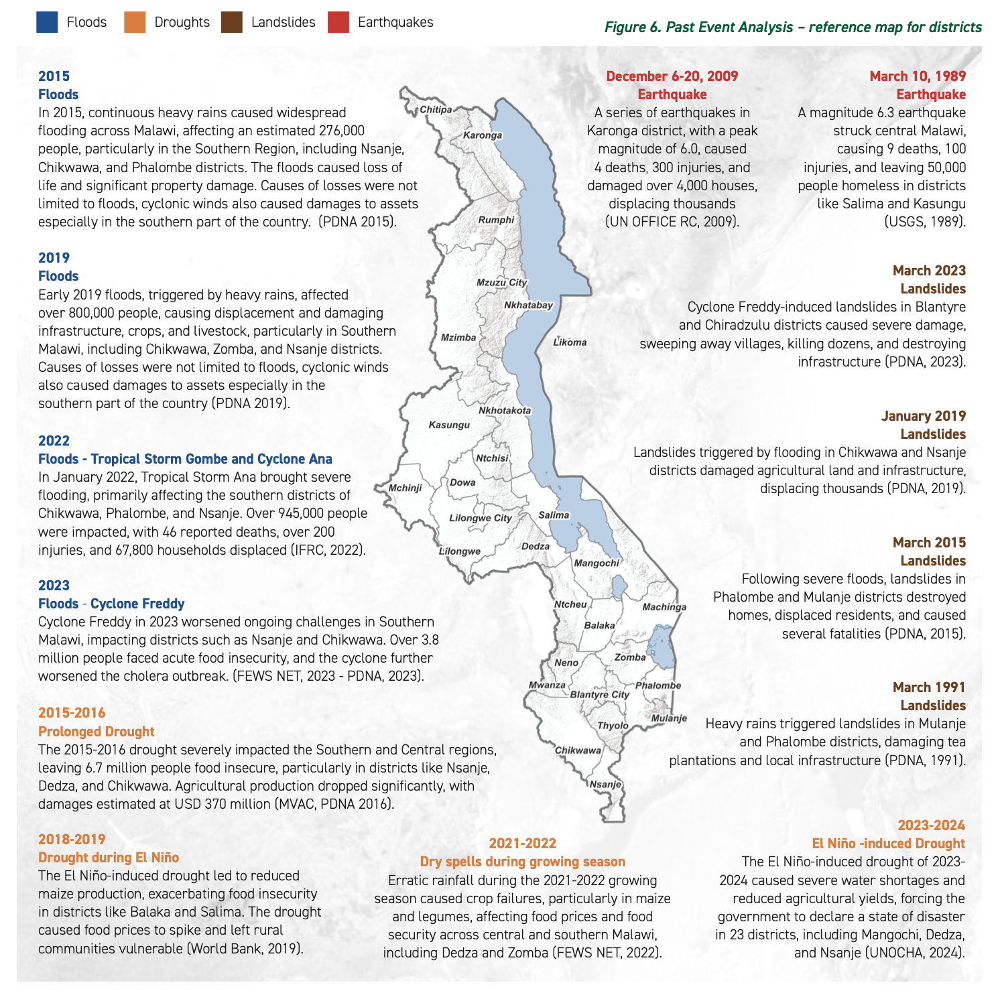 Floods
Droughts
Landslides
Earthquakes
Figure 6. Past Event Analysis – reference map for districts
2015
Floods
In 2015, continuous heavy rains caused widespread
flooding across Malawi, affecting an estimated 276,000
people, particularly in the Southern Region, including Nsanje,
Chikwawa, and Phalombe districts. The floods caused loss of
life and significant property damage. Causes of losses were not
limited to floods, cyclonic winds also caused damages to assets
especially in the southern part of the country.  (PDNA 2015).
2019
Floods
Early 2019 floods, triggered by heavy rains, affected
over 800,000 people, causing displacement and damaging
infrastructure, crops, and livestock, particularly in Southern
Malawi, including Chikwawa, Zomba, and Nsanje districts.
Causes of losses were not limited to floods, cyclonic winds
also caused damages to assets especially in the
southern part of the country (PDNA 2019).
2022
Floods - Tropical Storm Gombe and Cyclone Ana
In January 2022, Tropical Storm Ana brought severe
flooding, primarily affecting the southern districts of
Chikwawa, Phalombe, and Nsanje. Over 945,000 people
were impacted, with 46 reported deaths, over 200
injuries, and 67,800 households displaced (IFRC, 2022).
2023
Floods - Cyclone Freddy
Cyclone Freddy in 2023 worsened ongoing challenges in Southern
Malawi, impacting districts such as Nsanje and Chikwawa. Over 3.8
million people faced acute food insecurity, and the cyclone further
worsened the cholera outbreak. (FEWS NET, 2023 - PDNA, 2023).
2015-2016
Prolonged Drought
The 2015-2016 drought severely impacted the Southern and Central regions,
leaving 6.7 million people food insecure, particularly in districts like Nsanje,
Dedza, and Chikwawa. Agricultural production dropped significantly, with
damages estimated at USD 370 million (MVAC, PDNA 2016).
2018-2019
Drought during El Niño
The El Niño-induced drought led to reduced
maize production, exacerbating food insecurity
in districts like Balaka and Salima. The drought
caused food prices to spike and left rural
communities vulnerable (World Bank, 2019).
Chitipa
Karonga
Rumphi
Mzuzu City
Nkhatabay
Mzimba
Likoma
Nkhotakota
Kasungu
Ntchisi
Dowa
Mchinji
Lilongwe City
Salima
Lilongwe
Dedza
Mangochi
Ntcheu
Machinga
Balaka
Zomba
Neno
Mwanza
Phalombe
Blantyre City
Mulanje
Thyolo
Chikwawa
Nsanje
2021-2022
Dry spells during growing season
Erratic rainfall during the 2021-2022 growing
season caused crop failures, particularly in maize
and legumes, affecting food prices and food
security across central and southern Malawi,
including Dedza and Zomba (FEWS NET, 2022).
December 6-20, 2009
Earthquake
A series of earthquakes in
Karonga district, with a peak
magnitude of 6.0, caused
4 deaths, 300 injuries, and
damaged over 4,000 houses,
displacing thousands
(UN OFFICE RC, 2009).
March 10, 1989
Earthquake
A magnitude 6.3 earthquake
struck central Malawi,
causing 9 deaths, 100
injuries, and leaving 50,000
people homeless in districts
like Salima and Kasungu
(USGS, 1989).
March 2023
Landslides
Cyclone Freddy-induced landslides in Blantyre
and Chiradzulu districts caused severe damage,
sweeping away villages, killing dozens, and destroying
infrastructure (PDNA, 2023).
January 2019
Landslides
Landslides triggered by flooding in Chikwawa and Nsanje
districts damaged agricultural land and infrastructure,
displacing thousands (PDNA, 2019).
March 2015
Landslides
Following severe floods, landslides in
Phalombe and Mulanje districts destroyed
homes, displaced residents, and caused
several fatalities (PDNA, 2015).
March 1991
Landslides
Heavy rains triggered landslides in Mulanje
and Phalombe districts, damaging tea
plantations and local infrastructure (PDNA, 1991).
2023-2024
El Niño -induced Drought
The El Niño-induced drought of 2023-
2024 caused severe water shortages and
reduced agricultural yields, forcing the
government to declare a state of disaster
in 23 districts, including Mangochi, Dedza,
and Nsanje (UNOCHA, 2024).